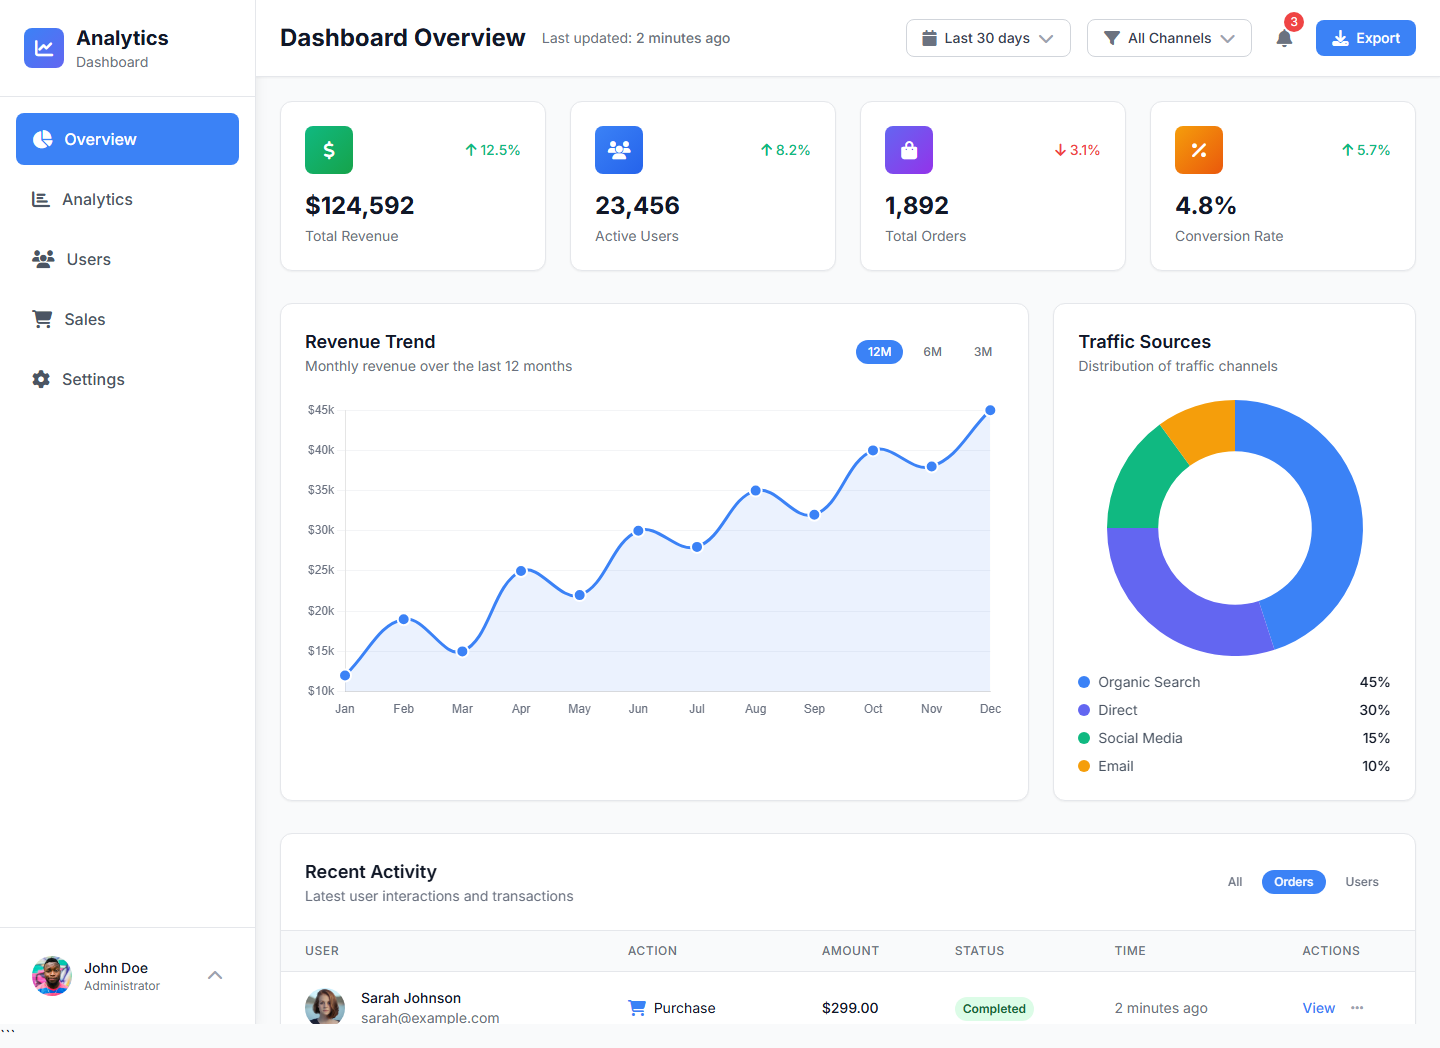 Analytics
Dashboard
Overview
Analytics
Users
Sales
Settings
John Doe
Administrator
```
Dashboard Overview
Last updated: 2 minutes ago
Last 30 days
All Channels
3
Export
$
12.5%
$124,592
Total Revenue
8.2%
23,456
Active Users
3.1%
1,892
Total Orders
%
5.7%
4.8%
Conversion Rate
Revenue Trend
Monthly revenue over the last 12 months
12M 6M 3M
$45k
$40k
$35k
$30k
$25k
$20k
$15k
$10k
Jan Feb Mar Apr May Jun Jul Aug Sep Oct Nov Dec
Traffic Sources
Distribution of traffic channels
Organic Search 45%
Direct 30%
Social Media 15%
Email 10%
Recent Activity
Latest user interactions and transactions
All Orders Users
USER ACTION AMOUNT STATUS TIME ACTIONS
Sarah Johnson
sarah@example.com
Purchase $299.00 Completed 2 minutes ago View